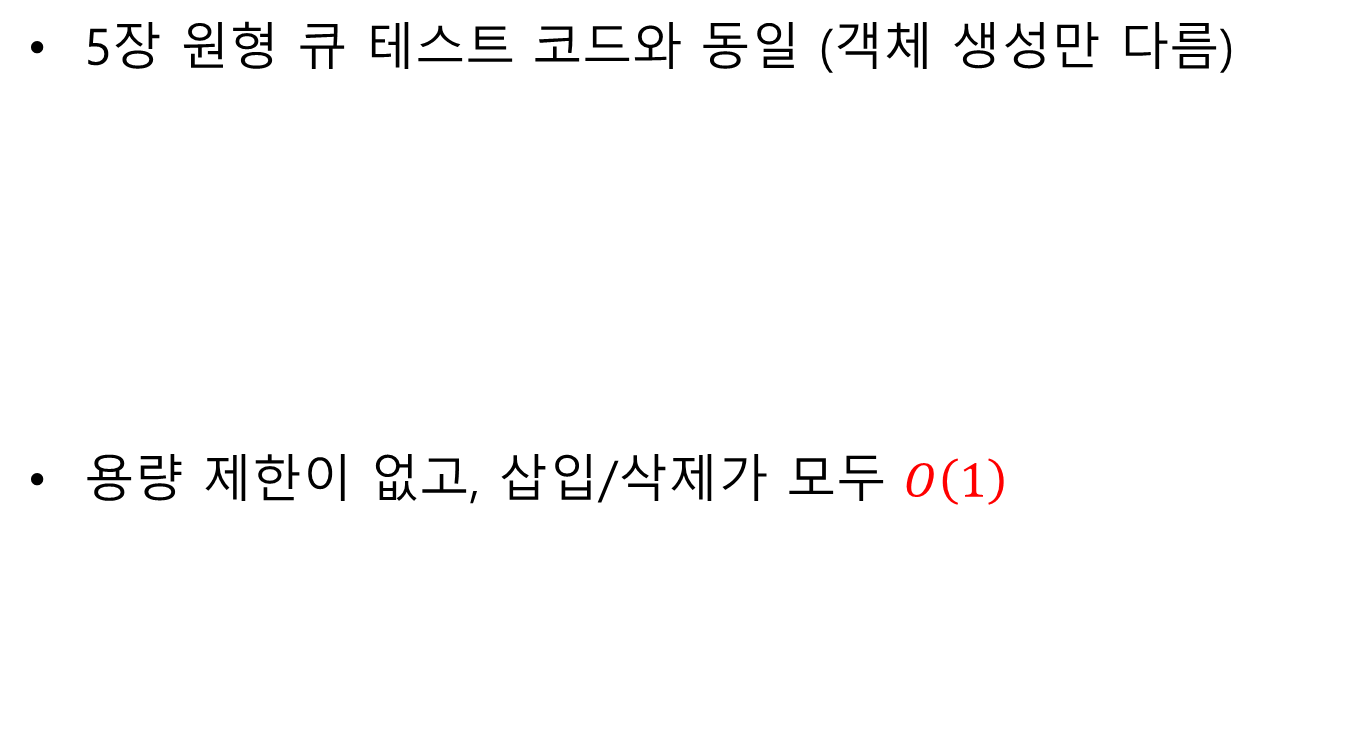 • 5장 원형 큐 테스트 코드와 동일 (객체 생성만 다름)
• 용량 제한이 없고, 삽입/삭제가 모두 𝑂(1)